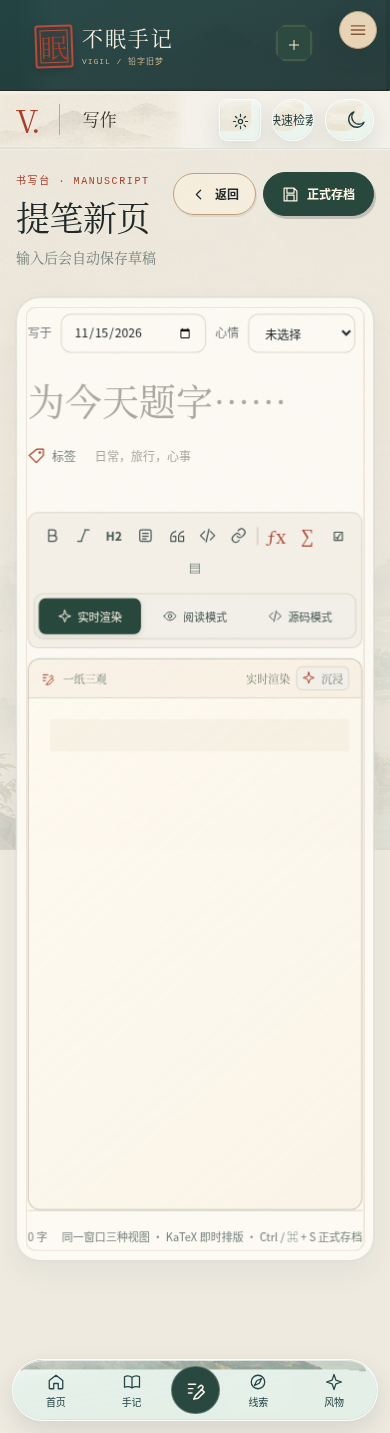 眠
不眠手记
VIGIL / 铅字旧梦
+
V.
写作
快速检索
书写台 · MANUSCRIPT
提笔新页
输入后会自动保存草稿
返回
正式存档
写于
11/15/2026
心情
未选择
为今天题字……
标签
日常，旅行，心事
B I H2 ƒx ∑
实时渲染
阅读模式
源码模式
一纸三观
实时渲染
沉浸
0 字
同一窗口三种视图 · KaTeX 即时排版 · Ctrl / ⌘ + S 正式存档
首页
手记
线索
风物